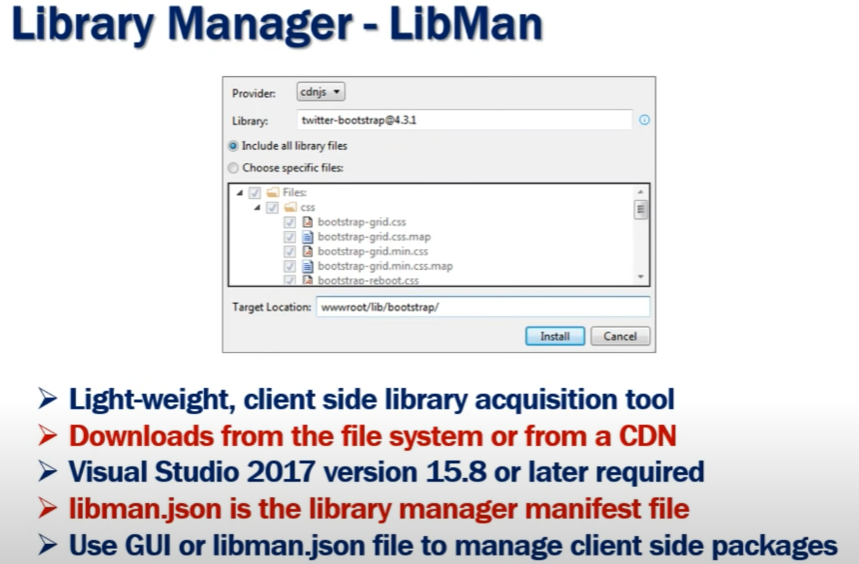 Library Manager - LibMan
Provider: cdnjs
Library: twitter-bootstrap@4.3.1
Include all library files
Choose specific files:
Files:
css
bootstrap-grid.css
bootstrap-grid.css.map
bootstrap-grid.min.css
bootstrap-grid.min.css.map
bootstrap-reboot.css
Target Location: wwwroot/lib/bootstrap/
Install Cancel
Light-weight, client side library acquisition tool
Downloads from the file system or from a CDN
Visual Studio 2017 version 15.8 or later required
libman.json is the library manager manifest file
Use GUI or libman.json file to manage client side packages